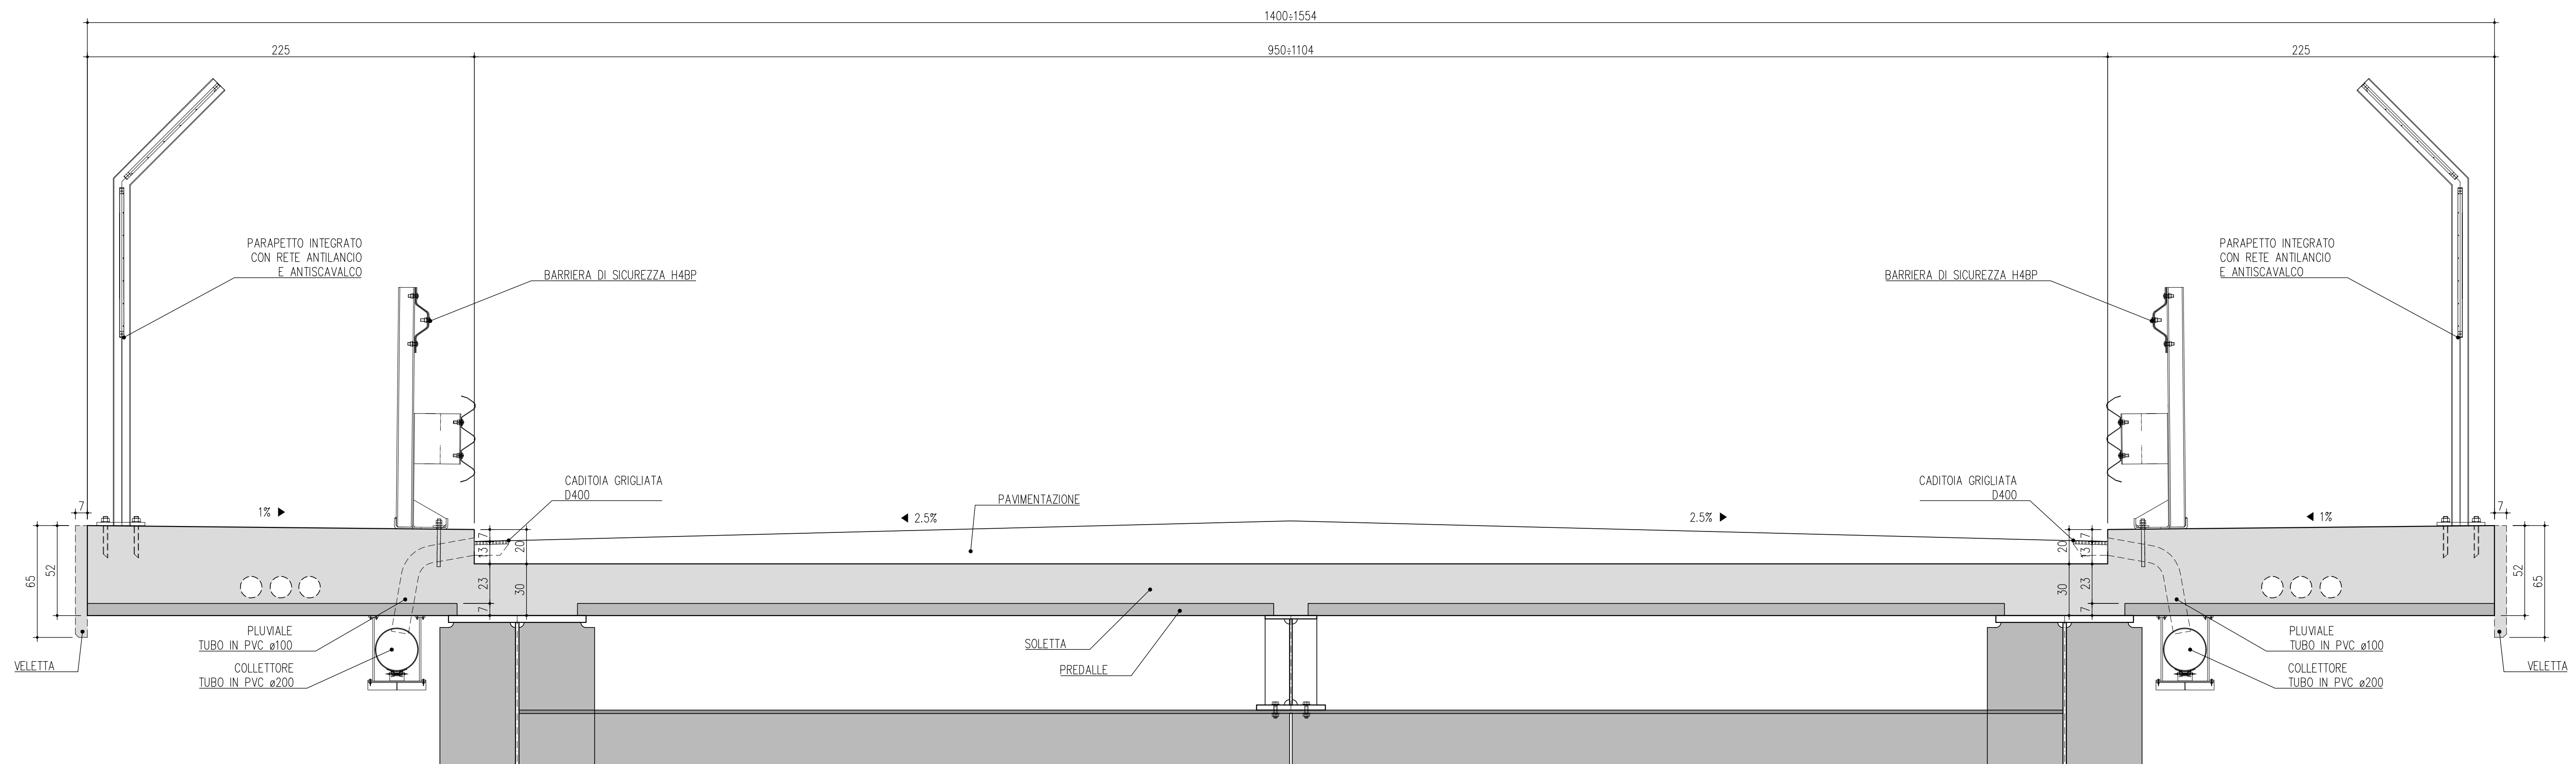 1400÷1554
225
950÷1104
225
PARAPETTO INTEGRATO
CON RETE ANTILANCIO
E ANTISCAVALCO
BARRIERA DI SICUREZZA H4BP
BARRIERA DI SICUREZZA H4BP
PARAPETTO INTEGRATO
CON RETE ANTILANCIO
E ANTISCAVALCO
CADITOIA GRIGLIATA
D400
PAVIMENTAZIONE
CADITOIA GRIGLIATA
D400
7
1% ►
◄ 2.5%
2.5% ►
◄ 1%
7
65
52
7
13
20
23
30
7
20
7
13
30
23
7
52
65
PLUVIALE
TUBO IN PVC ø100
COLLETTORE
TUBO IN PVC ø200
VELETTA
SOLETTA
PREDALLE
PLUVIALE
TUBO IN PVC ø100
COLLETTORE
TUBO IN PVC ø200
VELETTA